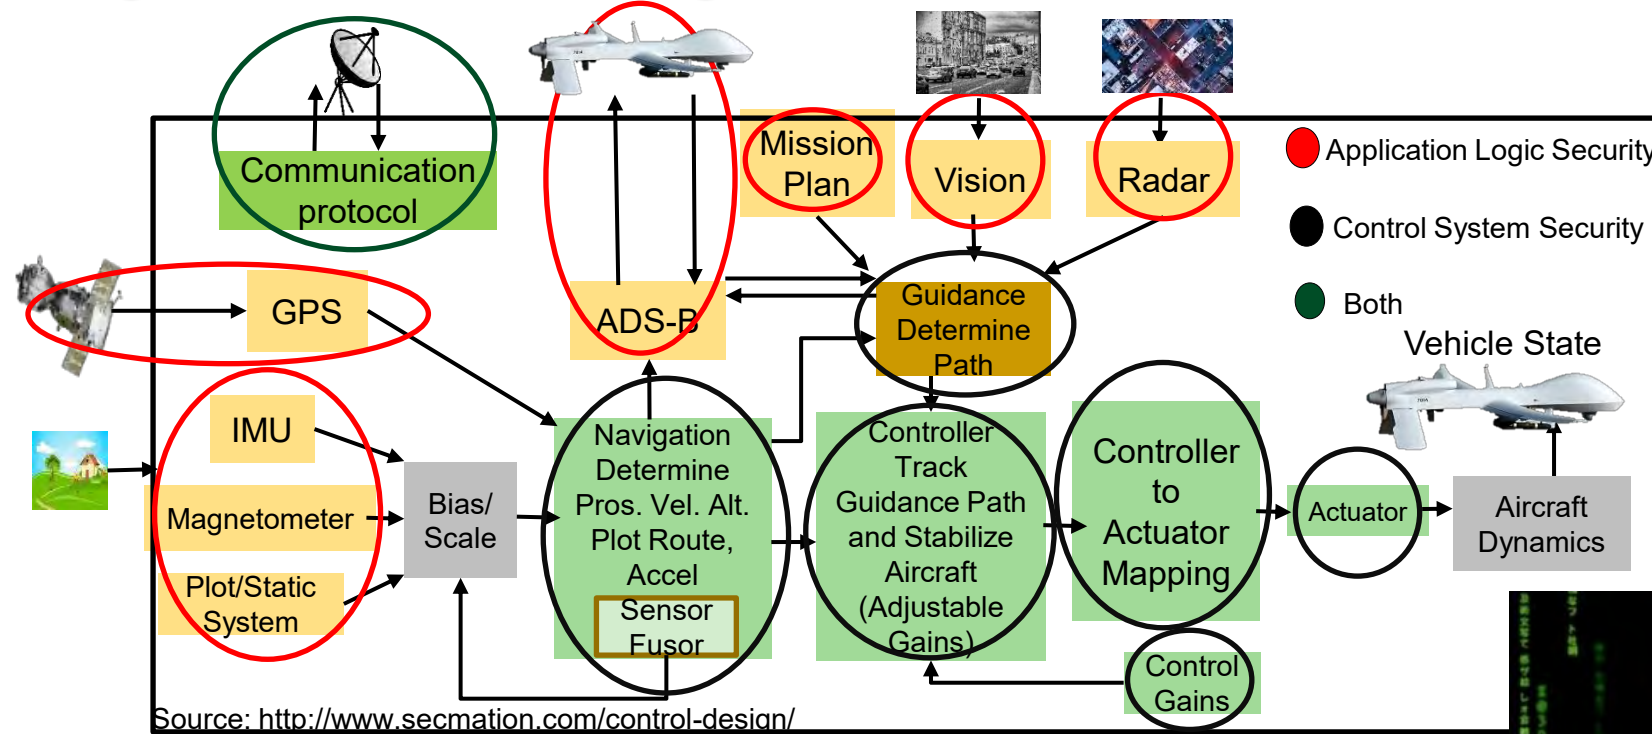 Communication
protocol
Mission
Plan
Vision
Radar
Application Logic Security
Control System Security
Both
GPS
ADS-B
Guidance
Determine
Path
Vehicle State
IMU
Magnetometer
Plot/Static
System
Bias/
Scale
Navigation
Determine
Pros. Vel. Alt.
Plot Route,
Accel
Sensor
Fusor
Controller
Track
Guidance Path
and Stabilize
Aircraft
(Adjustable
Gains)
Controller
to
Actuator
Mapping
Actuator
Aircraft
Dynamics
Control
Gains
Source: http://www.secmation.com/control-design/